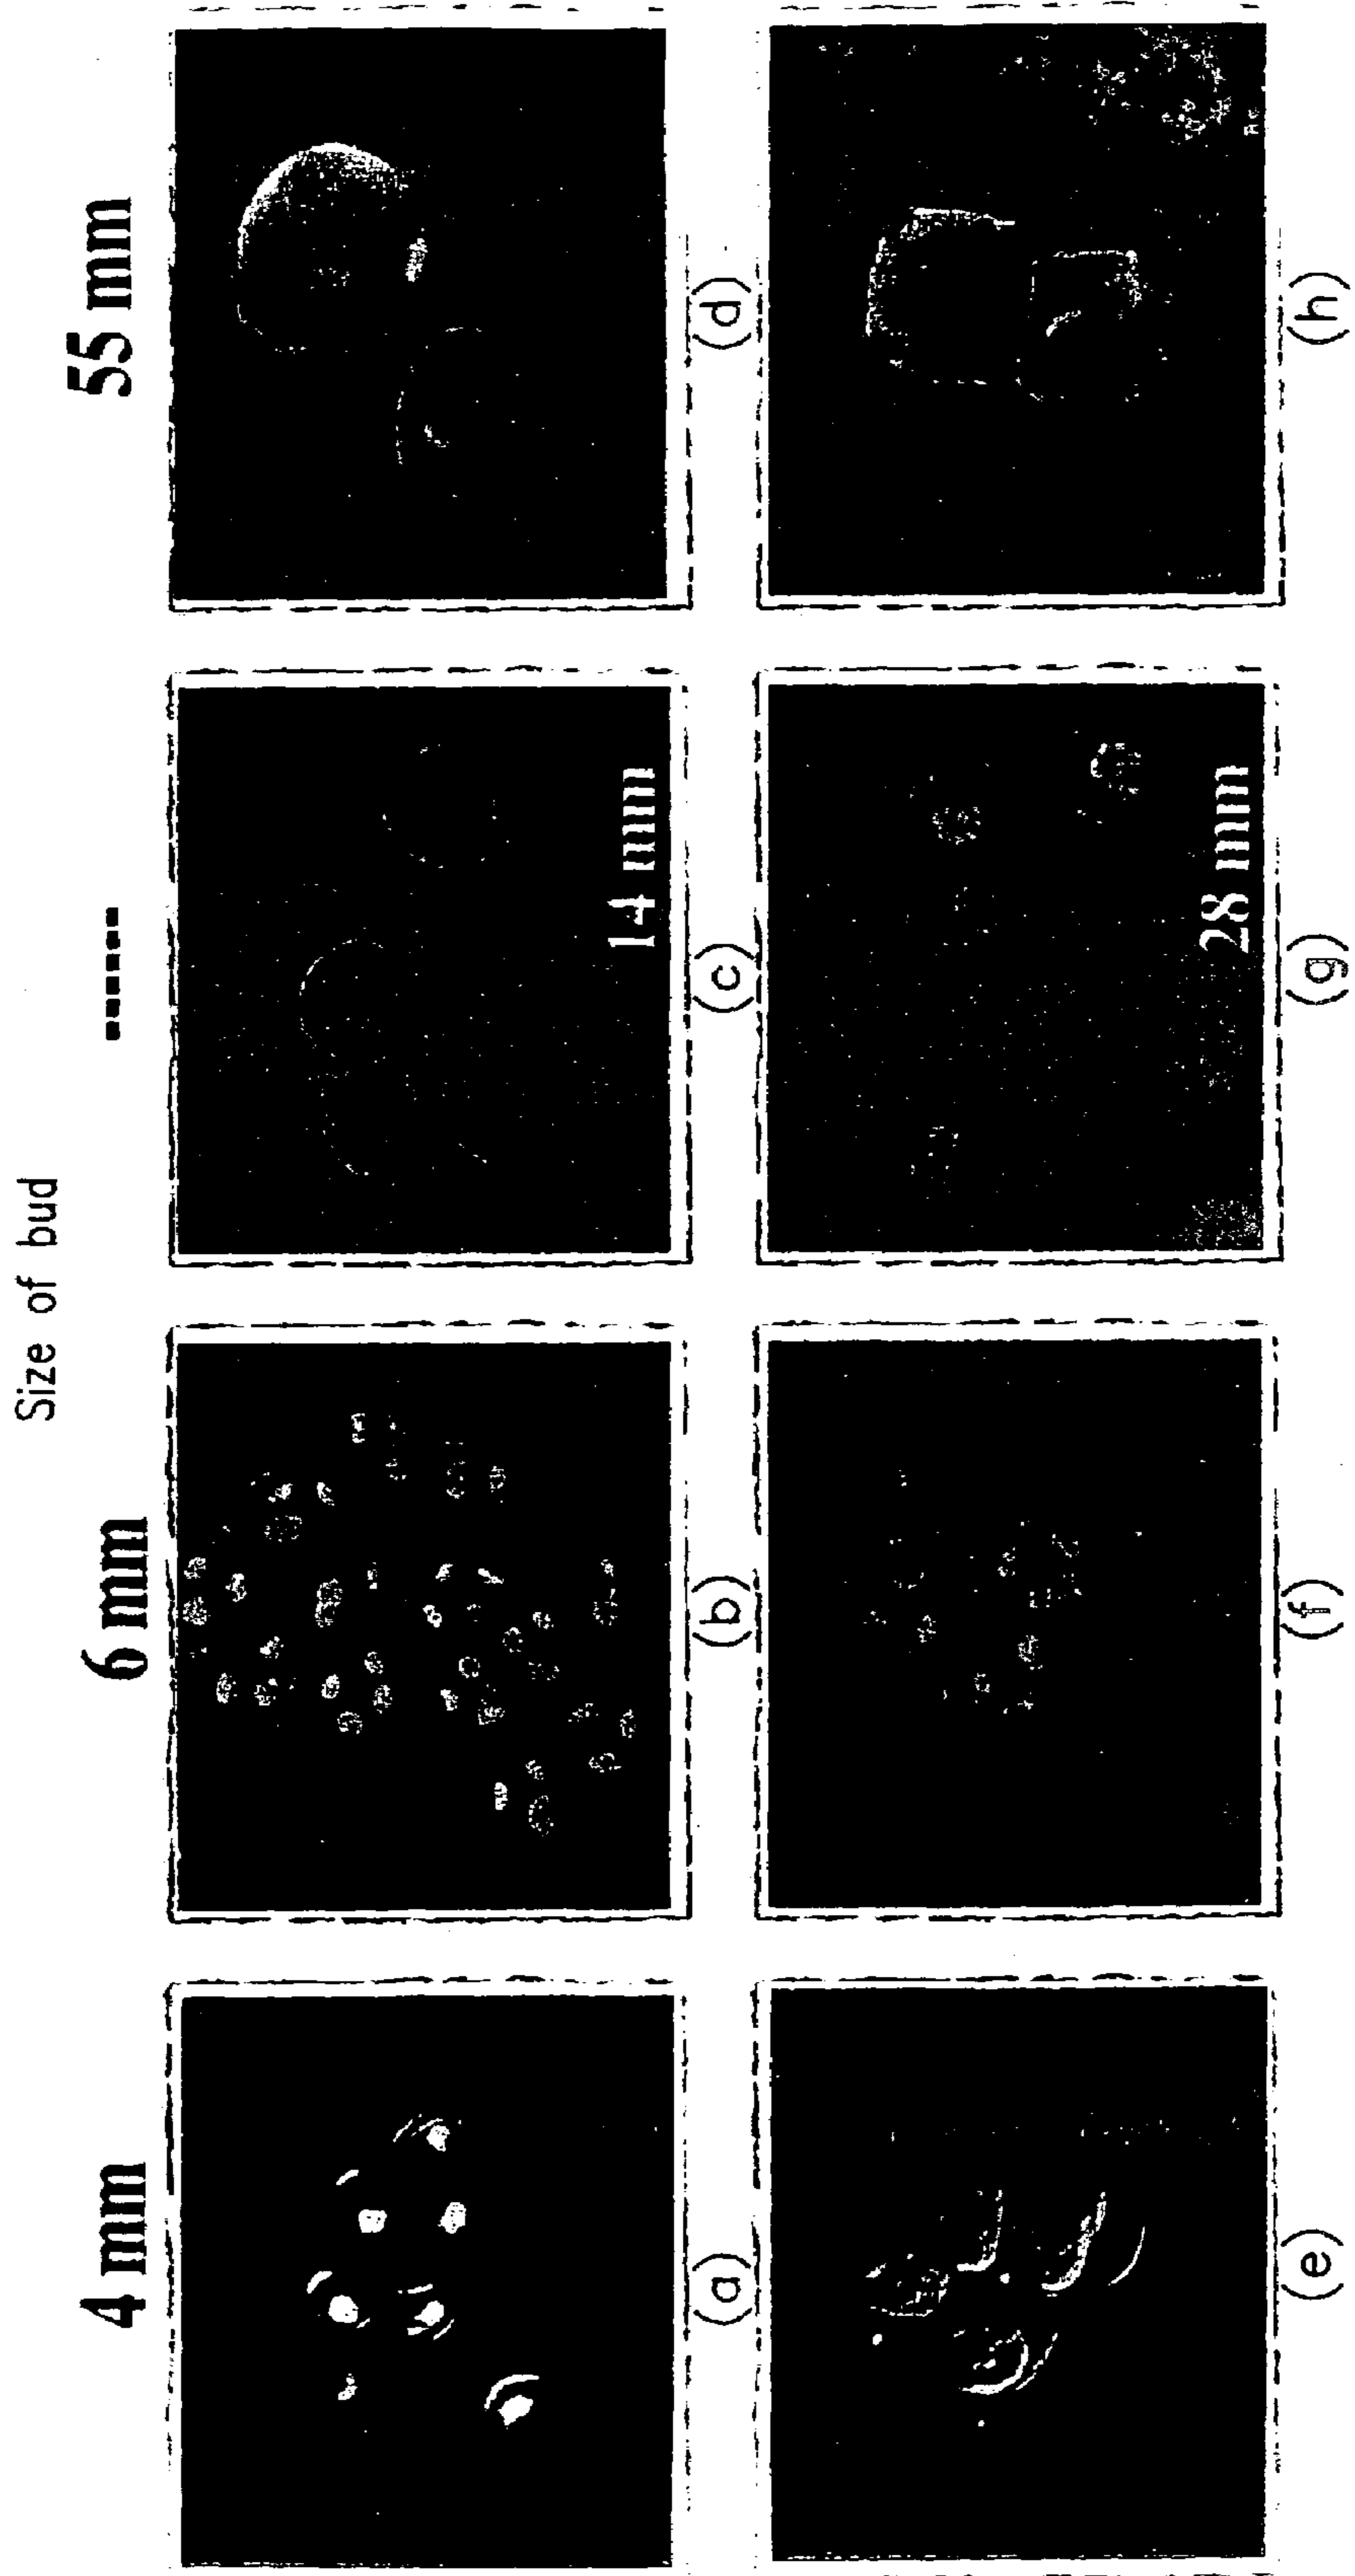 Size of bud
4 mm 6 mm ------ 55 mm
14 mm
(a) (b) (c) (d)
28 mm
(e) (f) (g) (h)